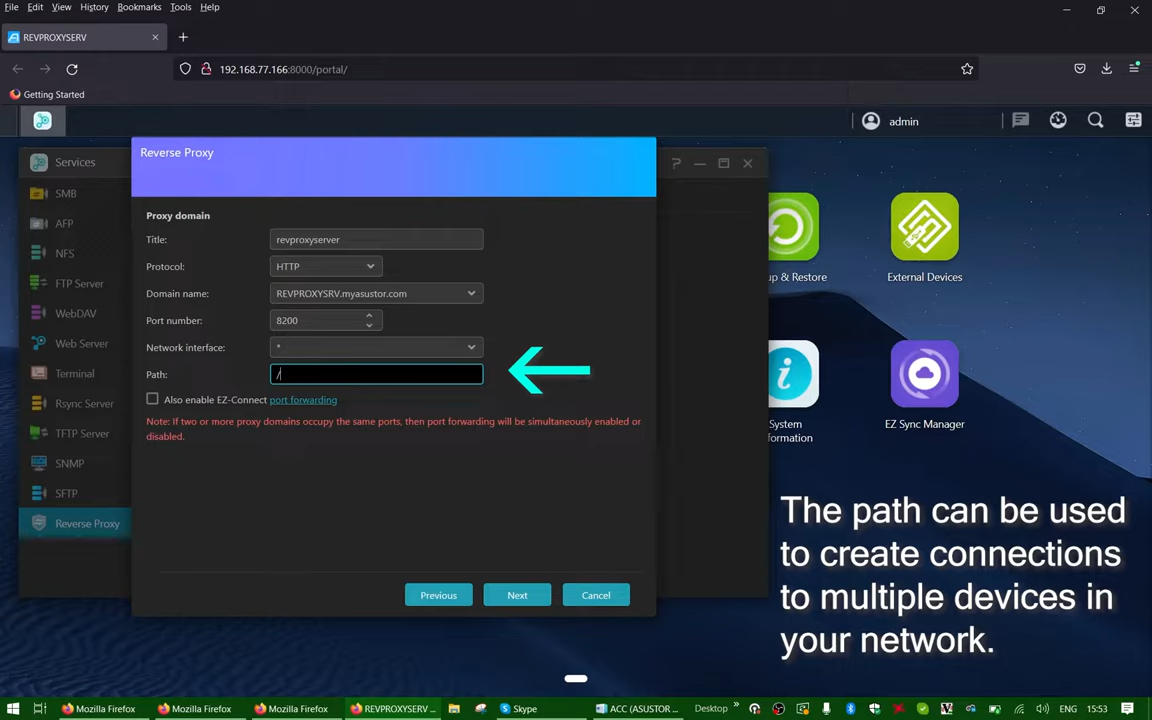 File Edit View History Bookmarks Tools Help
REVPROXYSERV
192.168.77.166:8000/portal/
Getting Started
admin
Services
SMB
AFP
NFS
FTP Server
WebDAV
Web Server
Terminal
Rsync Server
TFTP Server
SNMP
SFTP
Reverse Proxy
Reverse Proxy
Proxy domain
Title: revproxyserver
Protocol: HTTP
Domain name: REVPROXYSRV.myasustor.com
Port number: 8200
Network interface: *
Path: /
Also enable EZ-Connect port forwarding
Note: If two or more proxy domains occupy the same ports, then port forwarding will be simultaneously enabled or
disabled.
Previous Next Cancel
up & Restore
External Devices
System
formation
EZ Sync Manager
The path can be used
to create connections
to multiple devices in
your network.
Mozilla Firefox Mozilla Firefox Mozilla Firefox REVPROXYSERV ... Skype ACC (ASUSTOR ... Desktop » ENG 15:53